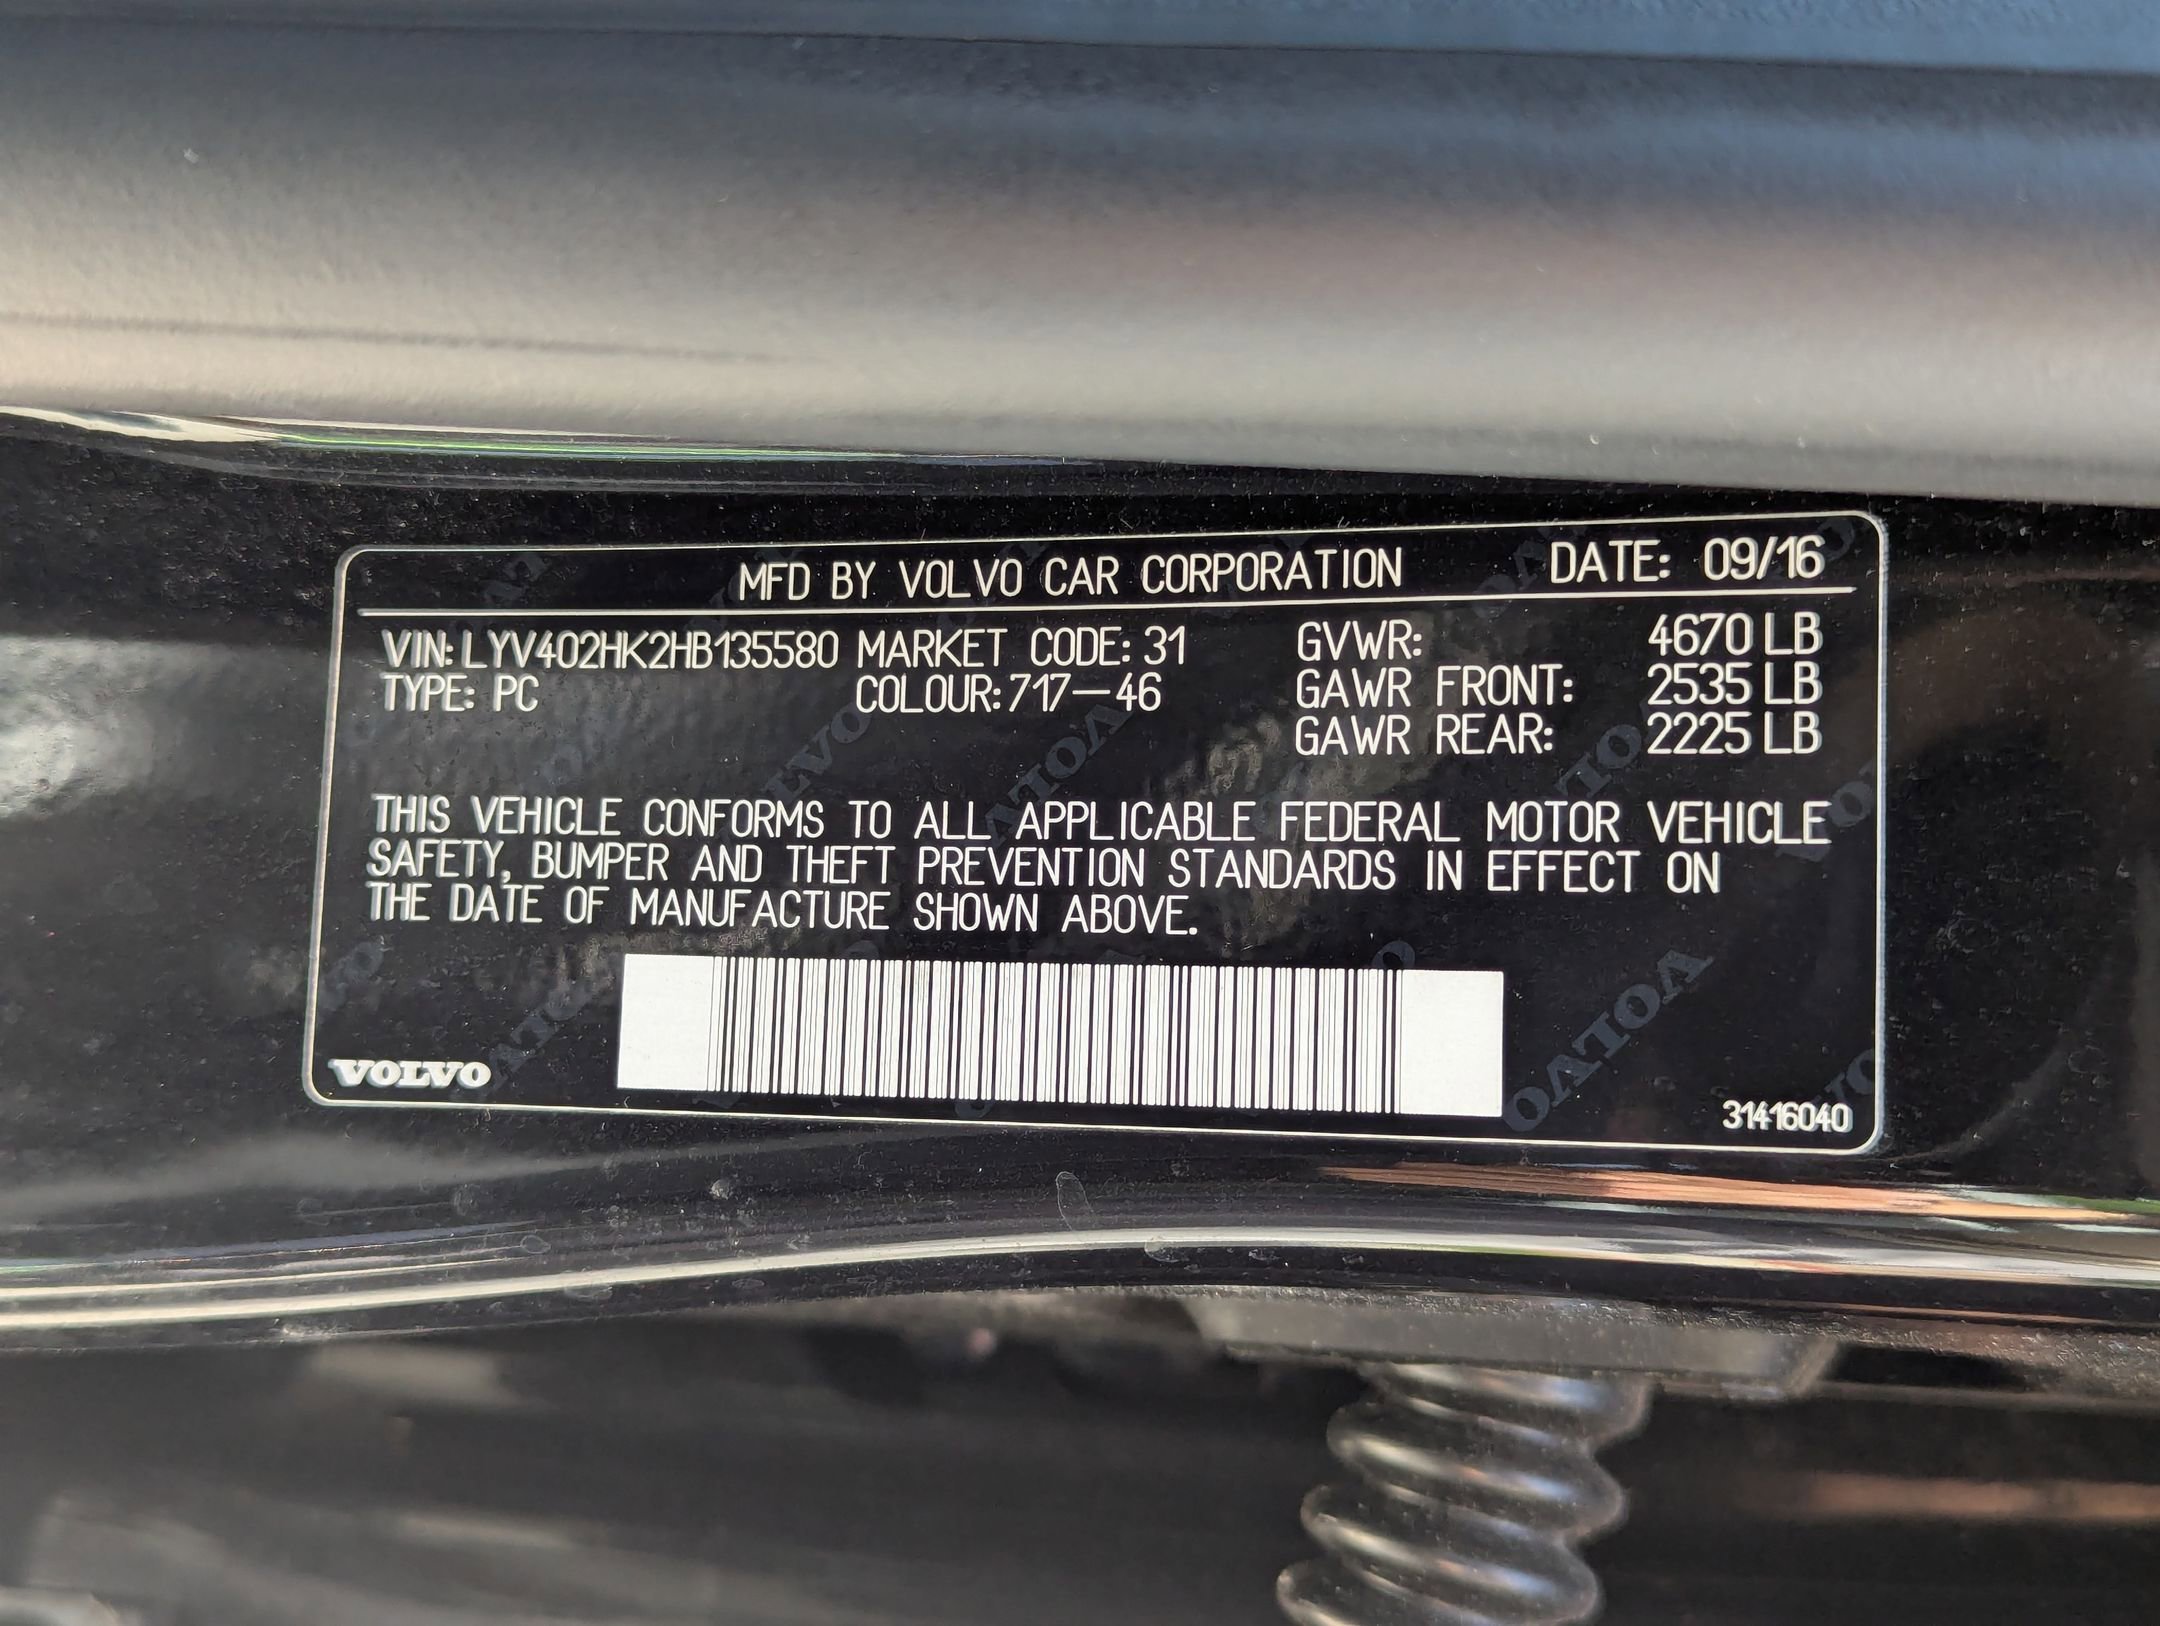 MFD BY VOLVO CAR CORPORATION DATE: 09/16
VIN: LYV402HK2HB135580 MARKET CODE: 31 GVWR: 4670 LB
TYPE: PC COLOUR: 717-46 GAWR FRONT: 2535 LB
GAWR REAR: 2225 LB
THIS VEHICLE CONFORMS TO ALL APPLICABLE FEDERAL MOTOR VEHICLE
SAFETY, BUMPER AND THEFT PREVENTION STANDARDS IN EFFECT ON
THE DATE OF MANUFACTURE SHOWN ABOVE.
VOLVO
31416040